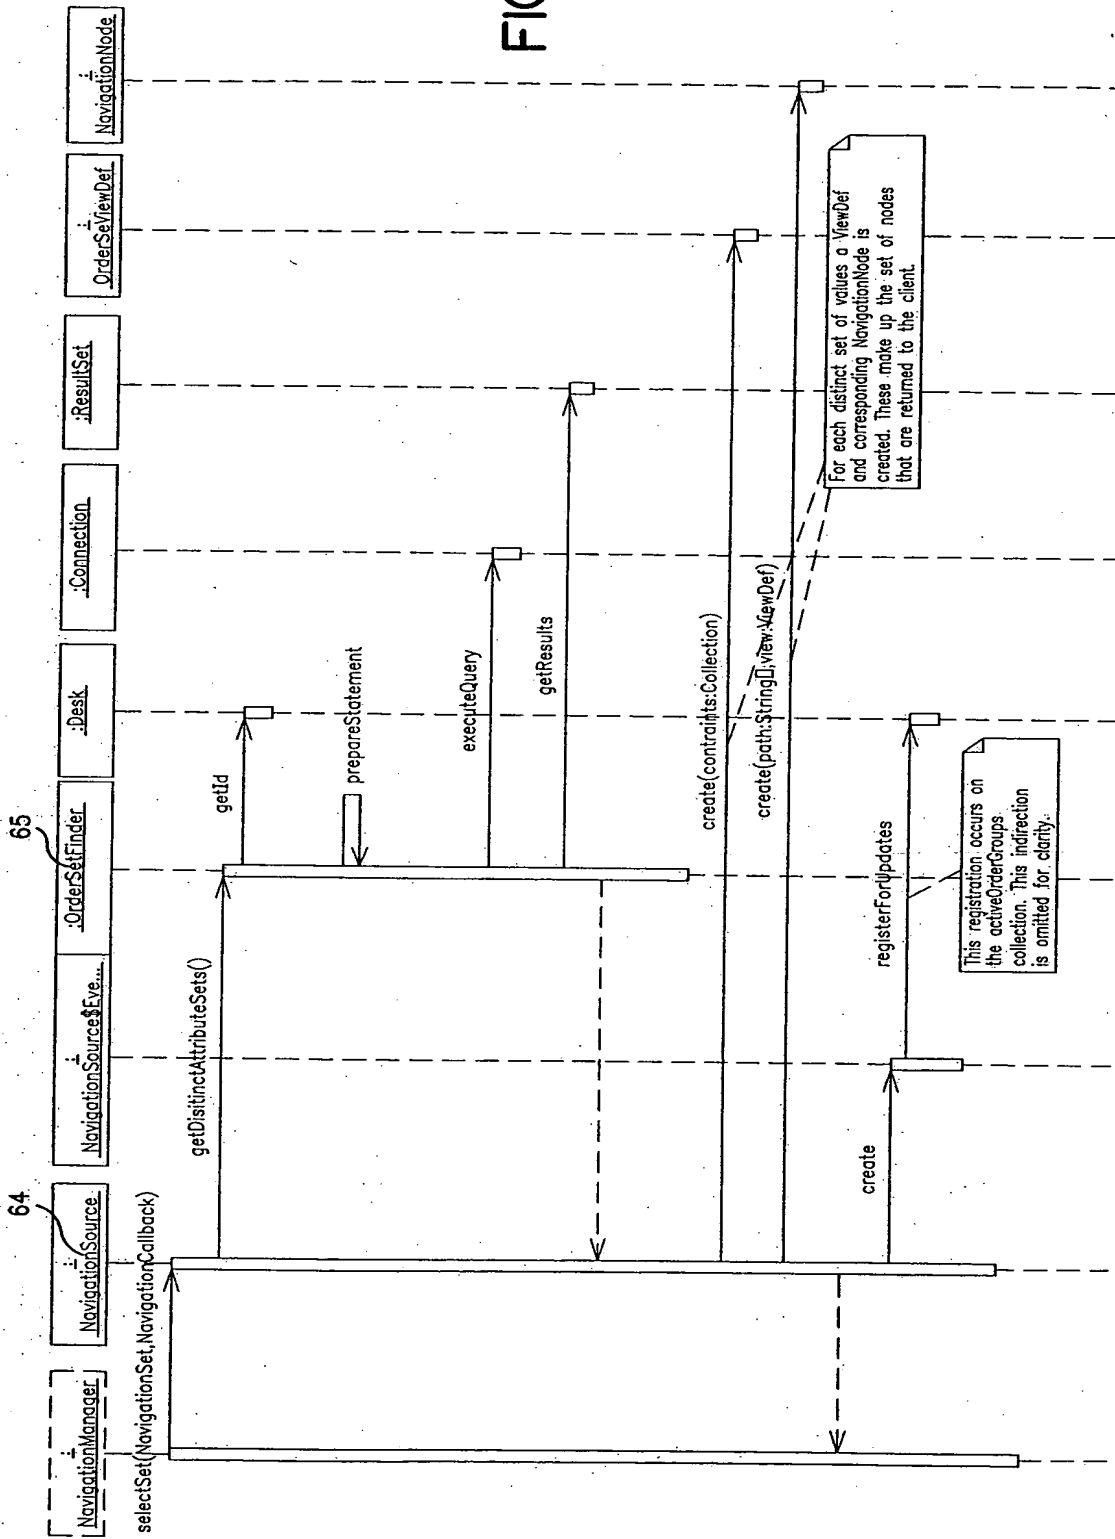 FIG
64
65
:
NavigationManager
:
NavigationSource
:
NavigationSource$Eve...
:OrderSetFinder
:Desk
:Connection
:ResultSet
:
OrderSeViewDef
:
NavigationNode
selectSet(NavigationSet,NavigationCallback)
getDisitinctAttributeSets()
getId
prepareStatement
executeQuery
getResults
create(contraints:Collection)
create(path:String[];view:ViewDef)
For each distinct set of values a ViewDef
and corresponding NavigationNode is
created. These make up the set of nodes
that are returned to the client.
create
registerForUpdates
This registration occurs on
the activeOrderGroups
collection. This indirection
is omitted for clarity.